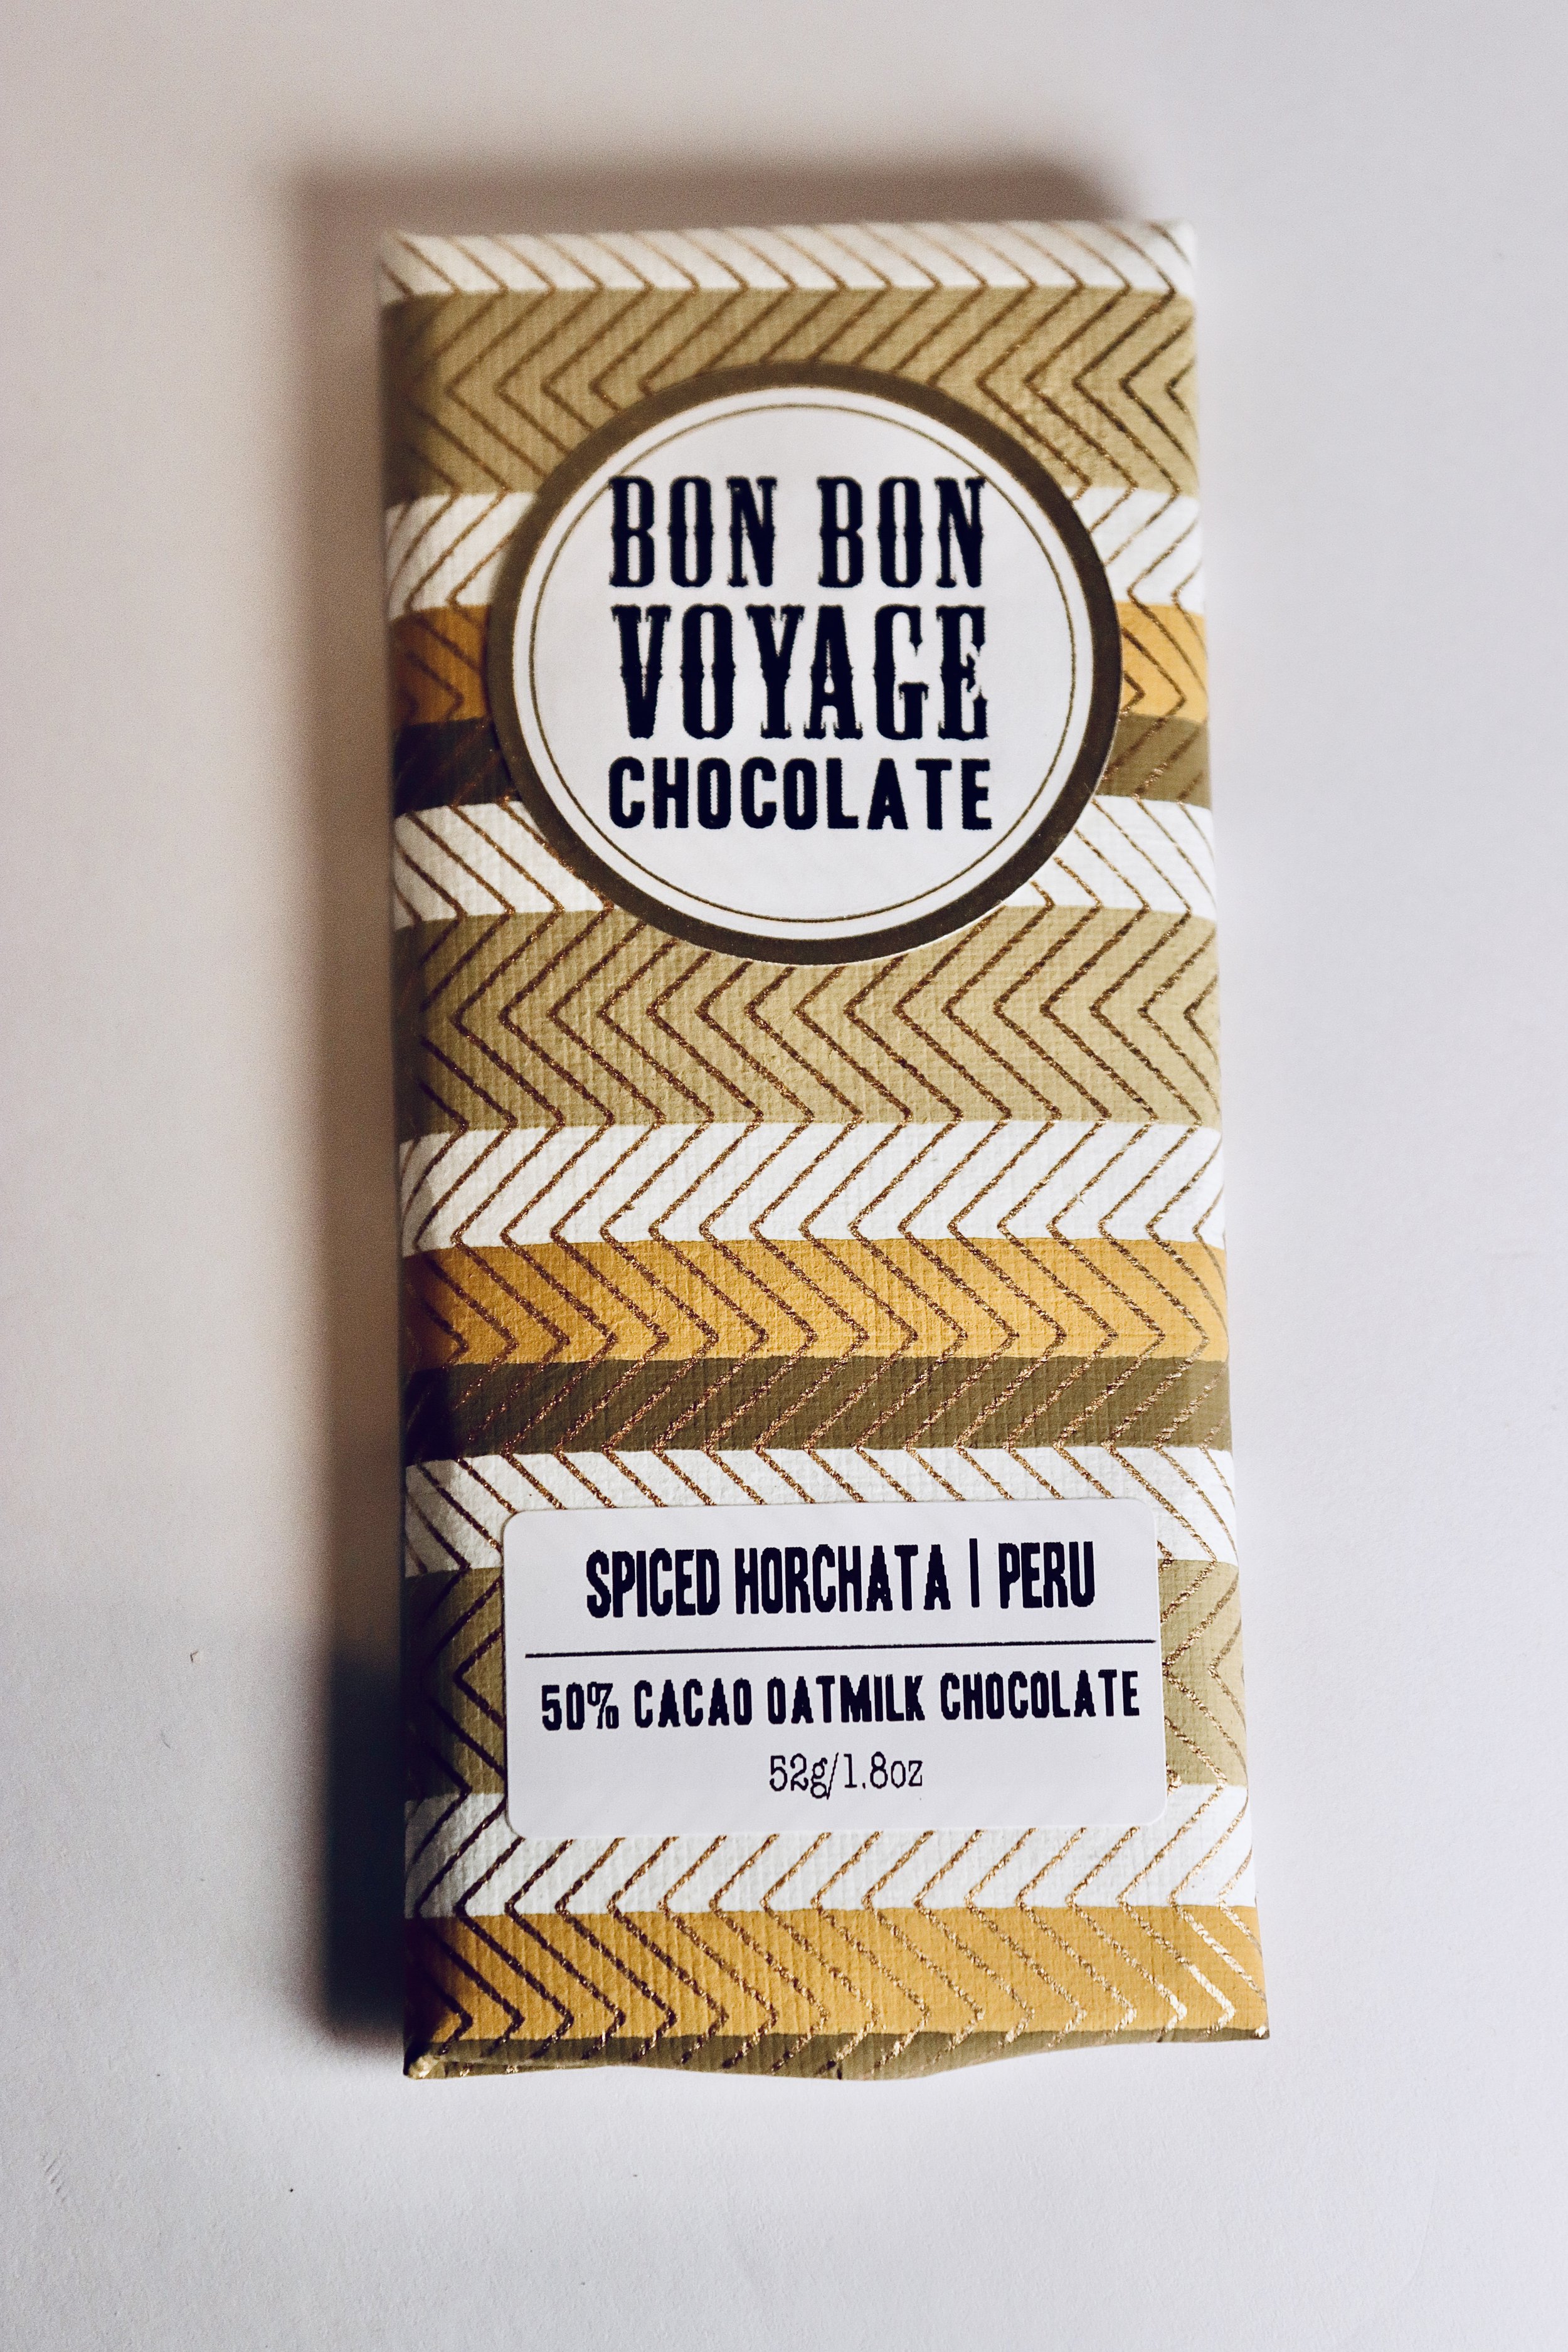 BON BON
VOYAGE
CHOCOLATE
SPICED HORCHATA | PERU
50% CACAO OATMILK CHOCOLATE
52g/1.8oz